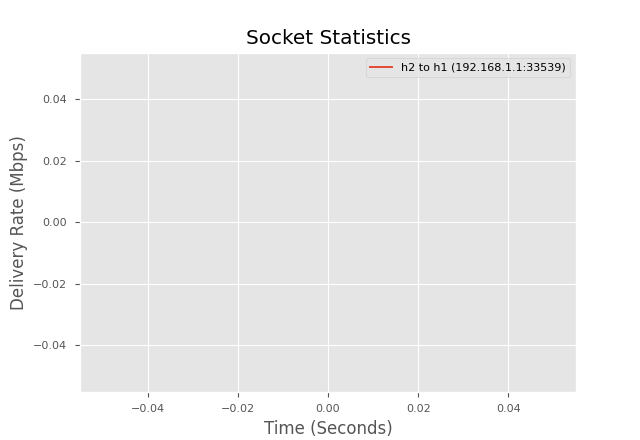 Socket Statistics
h2 to h1 (192.168.1.1:33539)
Delivery Rate (Mbps)
0.04
0.02
0.00
−0.02
−0.04
−0.04
−0.02
0.00
0.02
0.04
Time (Seconds)